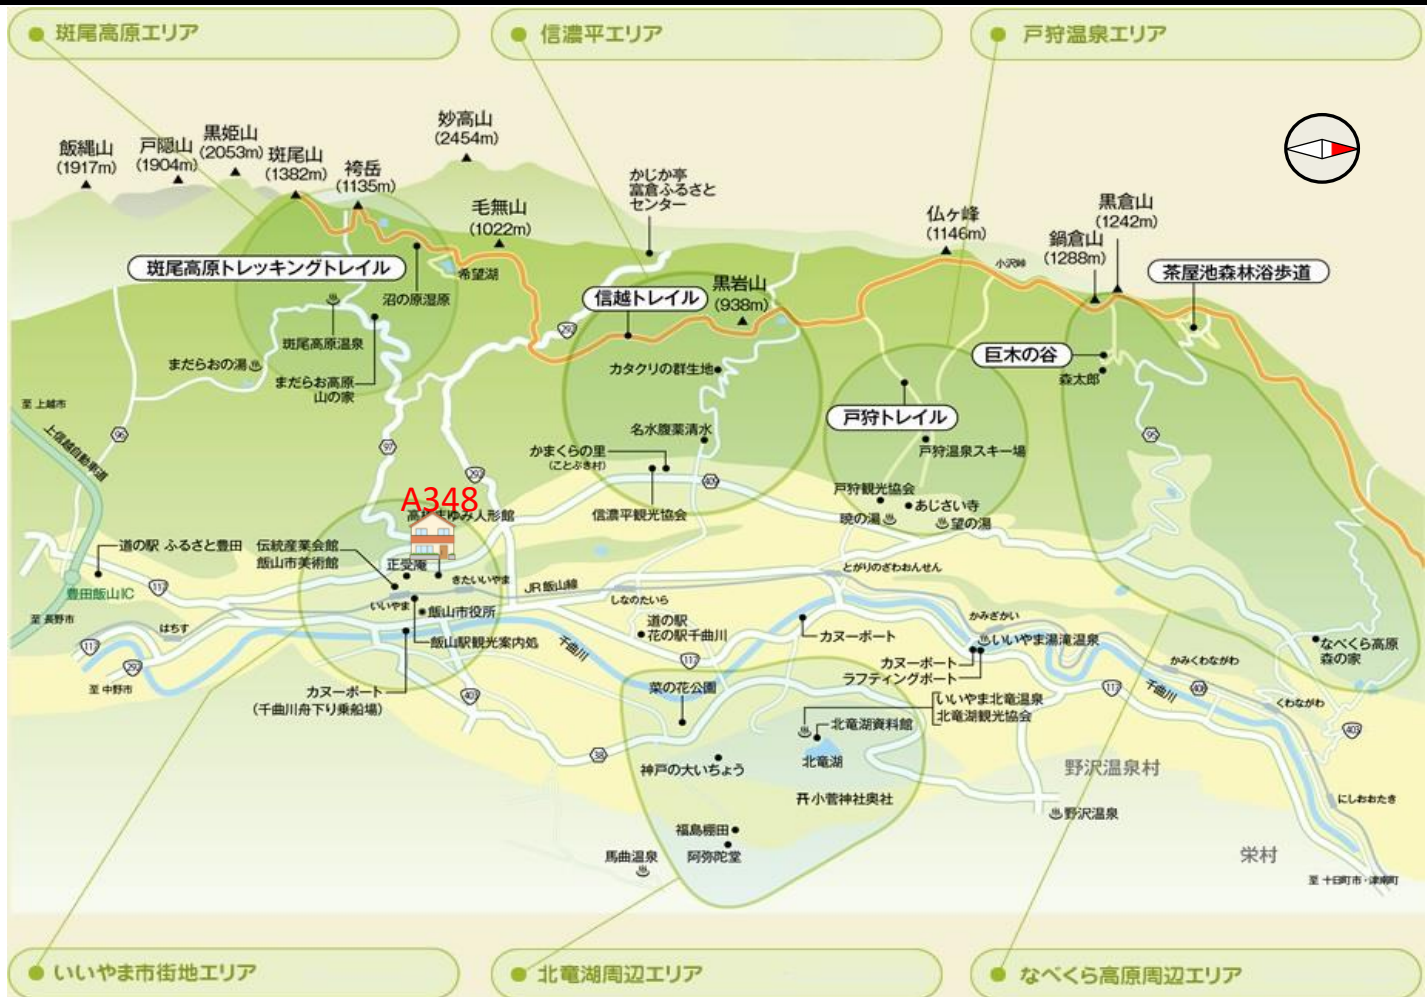 斑尾高原エリア
信濃平エリア
戸狩温泉エリア
飯縄山
(1917m)
戸隠山
(1904m)
黒姫山
(2053m)
斑尾山
(1382m)
袴岳
(1135m)
妙高山
(2454m)
毛無山
(1022m)
かじか亭
富倉ふるさと
センター
仏ヶ峰
(1146m)
小沢峠
鍋倉山
(1288m)
黒倉山
(1242m)
茶屋池森林浴歩道
斑尾高原トレッキングトレイル
沼の原湿原
希望湖
信越トレイル
黒岩山
(938m)
292
斑尾高原温泉
まだらおの湯
まだらお高原
山の家
カタクリの群生地
巨木の谷
森太郎
戸狩トレイル
戸狩温泉スキー場
至 上越市
上信越自動車道
96
97
292
95
名水腹薬清水
かまくらの里
(ことぶき村)
409
信濃平観光協会
戸狩観光協会
あじさい寺
暁の湯
望の湯
A348
高橋まゆみ人形館
道の駅 ふるさと豊田
伝統産業会館
飯山市美術館
正受庵
きたいいやま
JR飯山線
とがりのざわおんせん
豊田飯山IC
117
至 長野市
はちす
いいやま
飯山市役所
飯山駅観光案内処
しなのたいら
道の駅
花の駅千曲川
千曲川
カヌーポート
かみざかい
いいやま湯滝温泉
カヌーポート
ラフティングポート
なべくら高原
森の家
117
292
至 中野市
117
かみくわながわ
千曲川
408
くわながわ
403
117
カヌーポート
(千曲川舟下り乗船場)
403
菜の花公園
いいやま北竜温泉
北竜湖観光協会
北竜湖資料館
38
神戸の大いちょう
北竜湖
野沢温泉村
小菅神社奥社
野沢温泉
にしおおたき
福島棚田
阿弥陀堂
馬曲温泉
栄村
至 十日町市・津南町
いいやま市街地エリア
北竜湖周辺エリア
なべくら高原周辺エリア